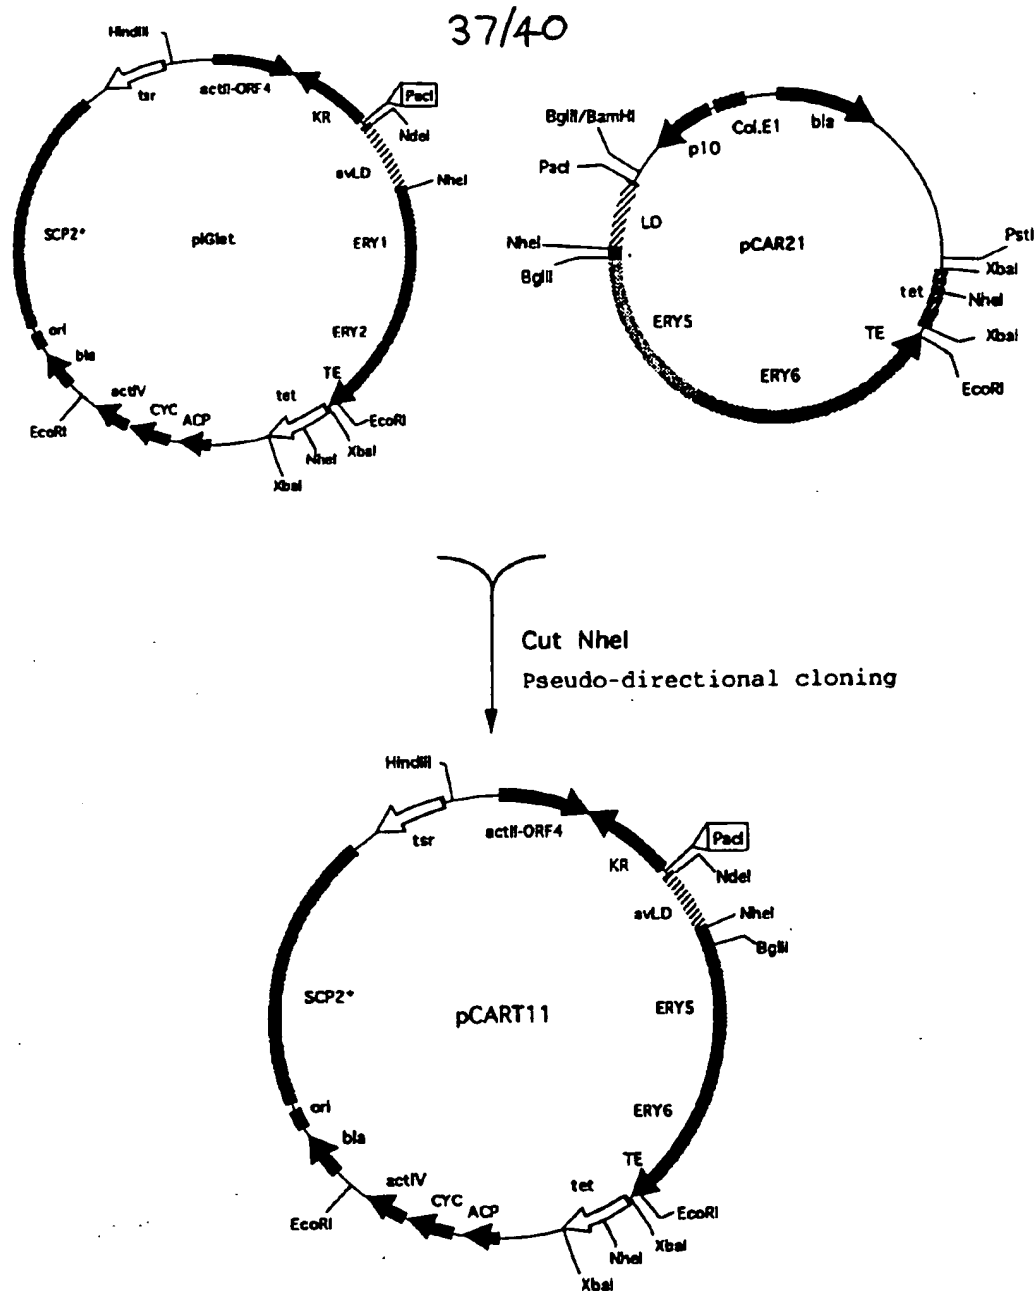 37/40
HindIII
tsr
actII-ORF4
KR
PacI
NdeI
avLD
NheI
SCP2*
pIGlet
ERY1
ERY2
ori
bla
TE
tet
actIV
CYC
ACP
EcoRI
EcoRI
XbaI
NheI
XbaI
BglII/BamHI
p10
Col.E1
bla
PacI
LD
NheI
BglII
pCAR21
PstI
XbaI
tet
NheI
ERY5
TE
XbaI
ERY6
EcoRI
Cut NheI
Pseudo-directional cloning
HindIII
tsr
actII-ORF4
KR
PacI
NdeI
avLD
NheI
BglII
SCP2*
pCART11
ERY5
ERY6
ori
bla
TE
actIV
tet
CYC
ACP
EcoRI
EcoRI
XbaI
NheI
XbaI